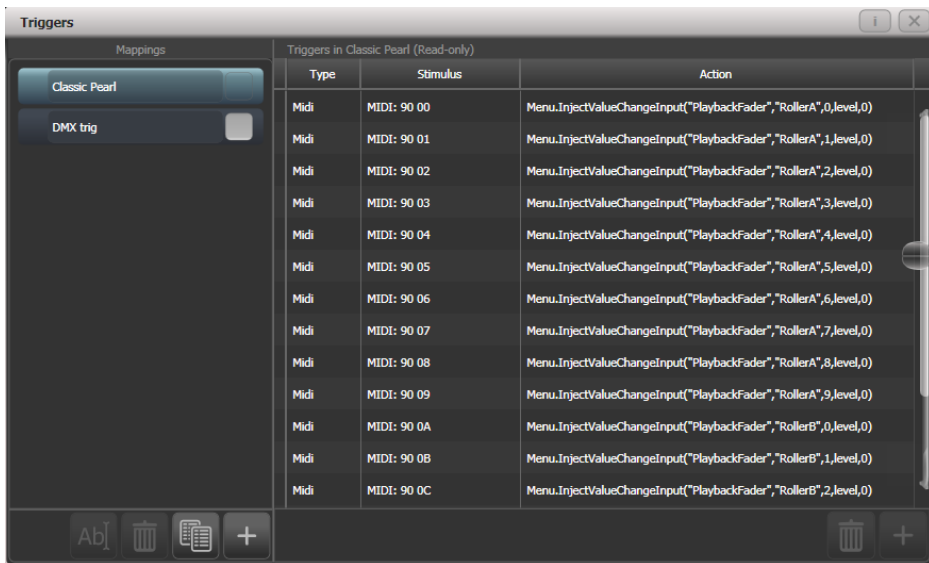 Triggers
i
Mappings
Triggers in Classic Pearl (Read-only)
Classic Pearl
DMX trig
Type Stimulus Action
Midi MIDI: 90 00 Menu.InjectValueChangeInput("PlaybackFader","RollerA",0,level,0)
Midi MIDI: 90 01 Menu.InjectValueChangeInput("PlaybackFader","RollerA",1,level,0)
Midi MIDI: 90 02 Menu.InjectValueChangeInput("PlaybackFader","RollerA",2,level,0)
Midi MIDI: 90 03 Menu.InjectValueChangeInput("PlaybackFader","RollerA",3,level,0)
Midi MIDI: 90 04 Menu.InjectValueChangeInput("PlaybackFader","RollerA",4,level,0)
Midi MIDI: 90 05 Menu.InjectValueChangeInput("PlaybackFader","RollerA",5,level,0)
Midi MIDI: 90 06 Menu.InjectValueChangeInput("PlaybackFader","RollerA",6,level,0)
Midi MIDI: 90 07 Menu.InjectValueChangeInput("PlaybackFader","RollerA",7,level,0)
Midi MIDI: 90 08 Menu.InjectValueChangeInput("PlaybackFader","RollerA",8,level,0)
Midi MIDI: 90 09 Menu.InjectValueChangeInput("PlaybackFader","RollerA",9,level,0)
Midi MIDI: 90 0A Menu.InjectValueChangeInput("PlaybackFader","RollerB",0,level,0)
Midi MIDI: 90 0B Menu.InjectValueChangeInput("PlaybackFader","RollerB",1,level,0)
Midi MIDI: 90 0C Menu.InjectValueChangeInput("PlaybackFader","RollerB",2,level,0)
Ab